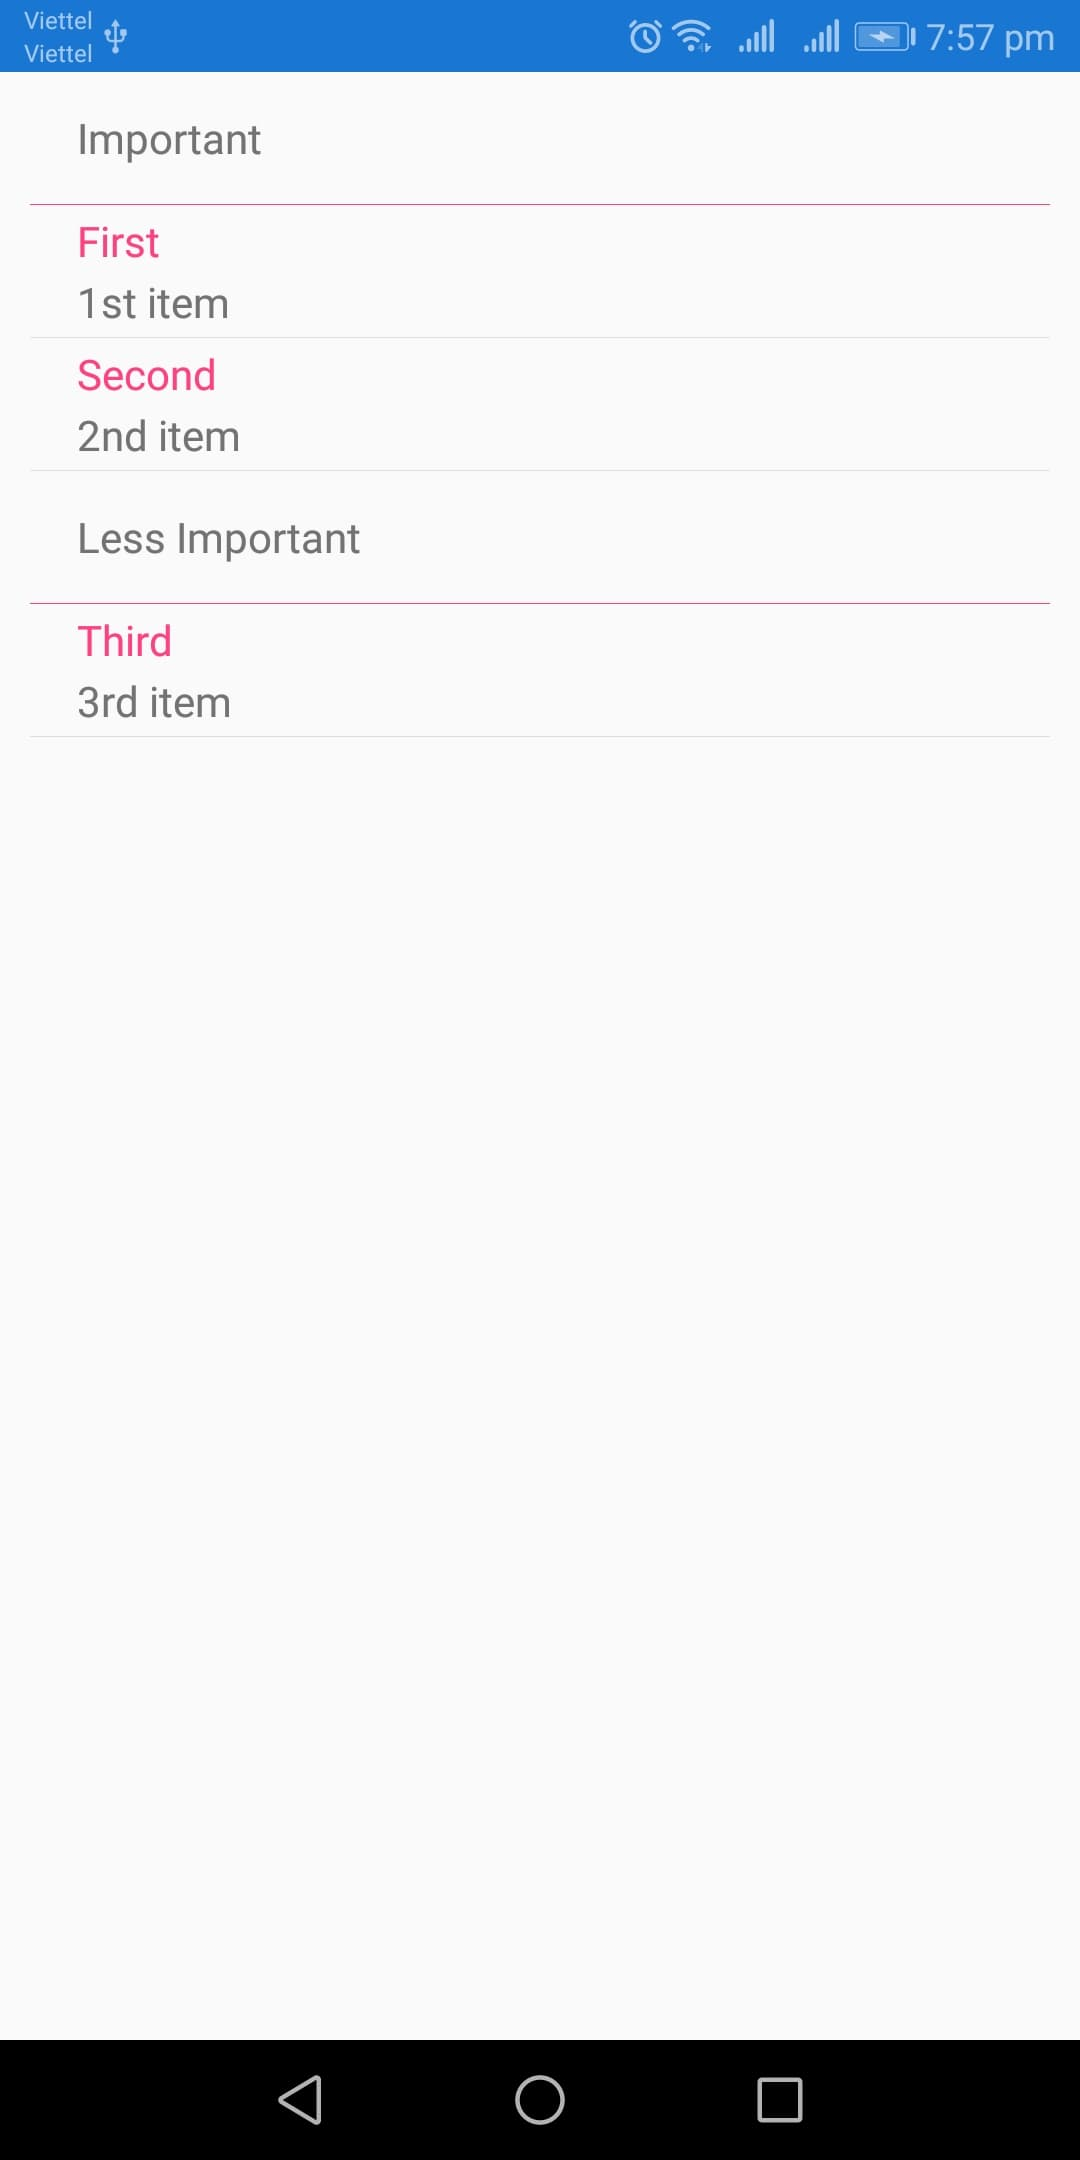 Viettel
Viettel
7:57 pm
Important
First
1st item
Second
2nd item
Less Important
Third
3rd item